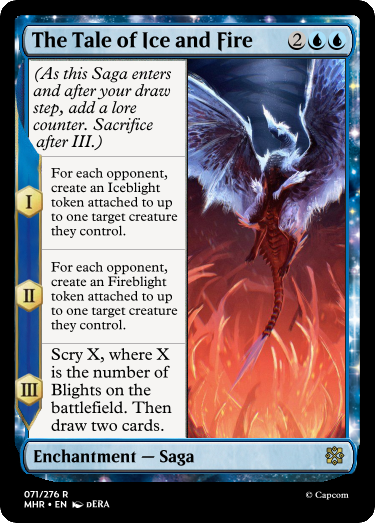 The Tale of Ice and Fire 2
(As this Saga enters
and after your draw
step, add a lore
counter. Sacrifice
after III.)
I
For each opponent,
create an Iceblight
token attached to up
to one target creature
they control.
II
For each opponent,
create an Fireblight
token attached to up
to one target creature
they control.
III
Scry X, where X
is the number of
Blights on the
battlefield. Then
draw two cards.
Enchantment — Saga
071/276 R
MHR • EN dERA
© Capcom